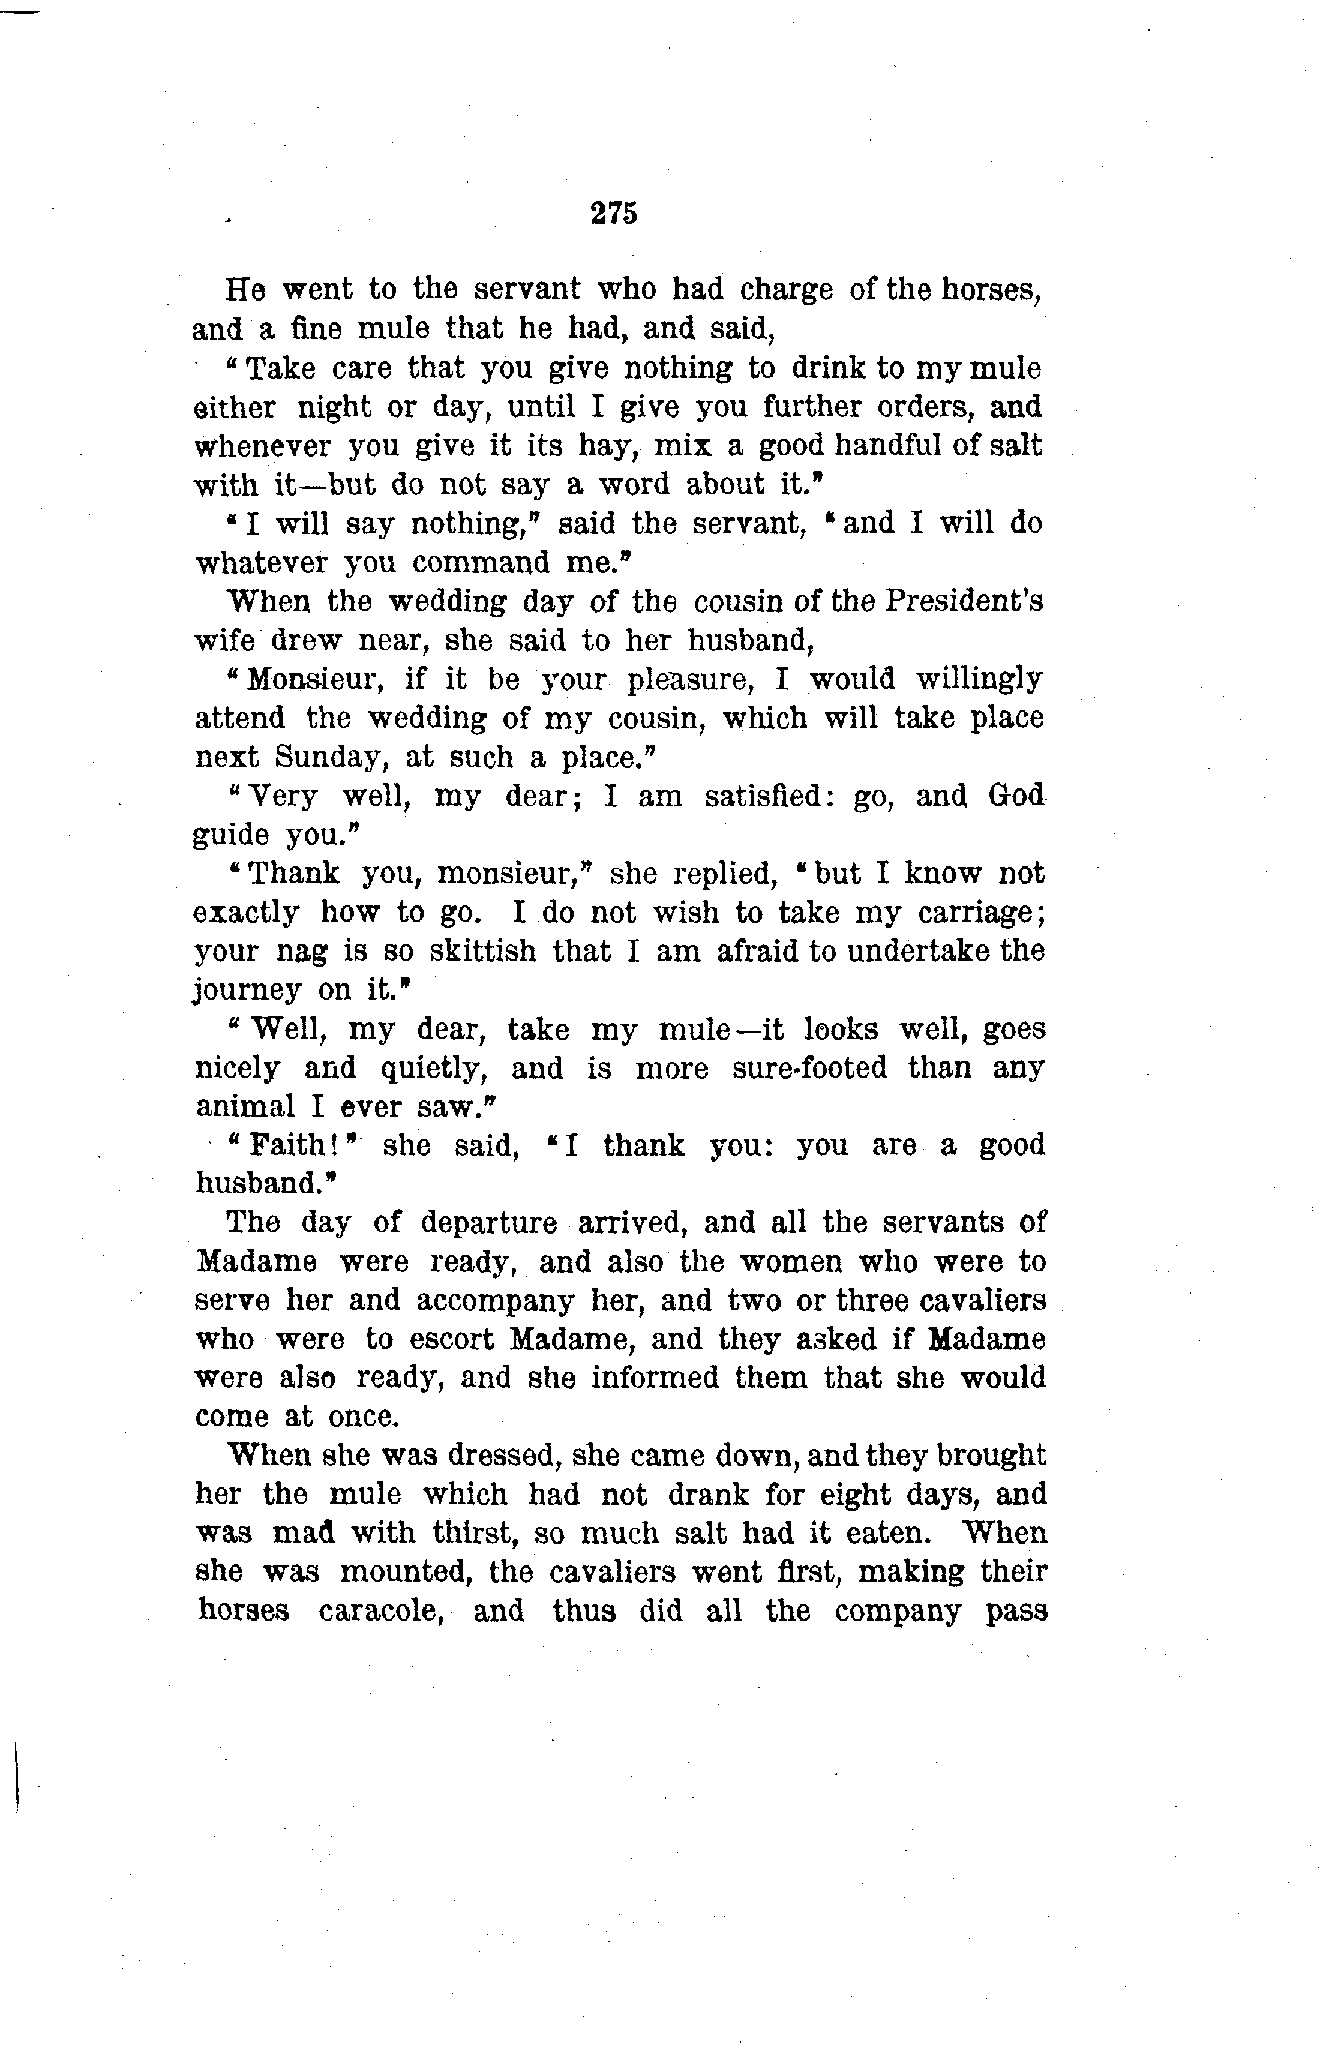 275
He went to the servant who had charge of the horses,
and a fine mule that he had, and said,
“Take care that you give nothing to drink to my mule
either night or day, until I give you further orders, and
whenever you give it its hay, mix a good handful of salt
with it—but do not say a word about it.”
“I will say nothing,” said the servant, “and I will do
whatever you command me.”
When the wedding day of the cousin of the President's
wife drew near, she said to her husband,
“Monsieur, if it be your pleasure, I would willingly
attend the wedding of my cousin, which will take place
next Sunday, at such a place.”
“Very well, my dear; I am satisfied: go, and God
guide you.”
“Thank you, monsieur,” she replied, “but I know not
exactly how to go. I do not wish to take my carriage;
your nag is so skittish that I am afraid to undertake the
journey on it.”
“Well, my dear, take my mule—it looks well, goes
nicely and quietly, and is more sure-footed than any
animal I ever saw.”
“Faith!” she said, “I thank you: you are a good
husband.”
The day of departure arrived, and all the servants of
Madame were ready, and also the women who were to
serve her and accompany her, and two or three cavaliers
who were to escort Madame, and they asked if Madame
were also ready, and she informed them that she would
come at once.
When she was dressed, she came down, and they brought
her the mule which had not drank for eight days, and
was mad with thirst, so much salt had it eaten. When
she was mounted, the cavaliers went first, making their
horses caracole, and thus did all the company pass